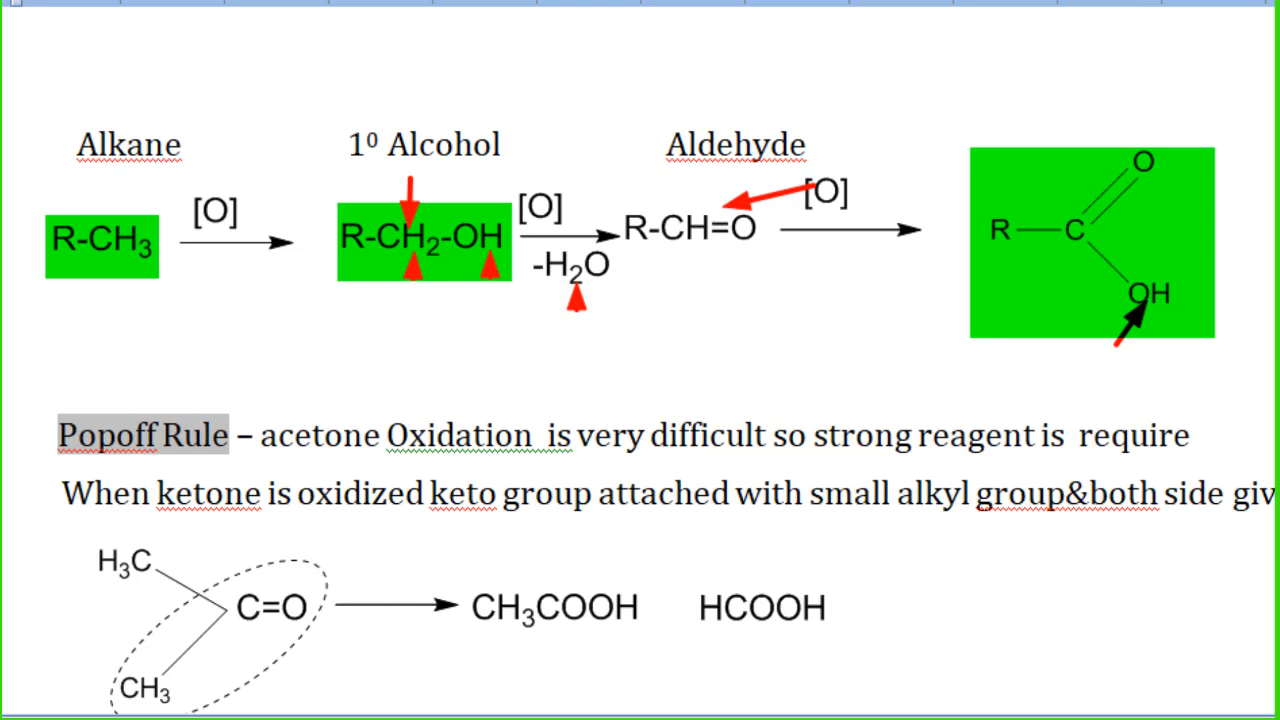 Alkane 1⁰ Alcohol Aldehyde
R-CH₃ [O] R-CH₂-OH [O] -H₂O R-CH=O [O] R C O OH
Popoff Rule – acetone Oxidation is very difficult so strong reagent is require
When ketone is oxidized keto group attached with small alkyl group&both side giv
H₃C
C=O CH₃COOH HCOOH
CH₃